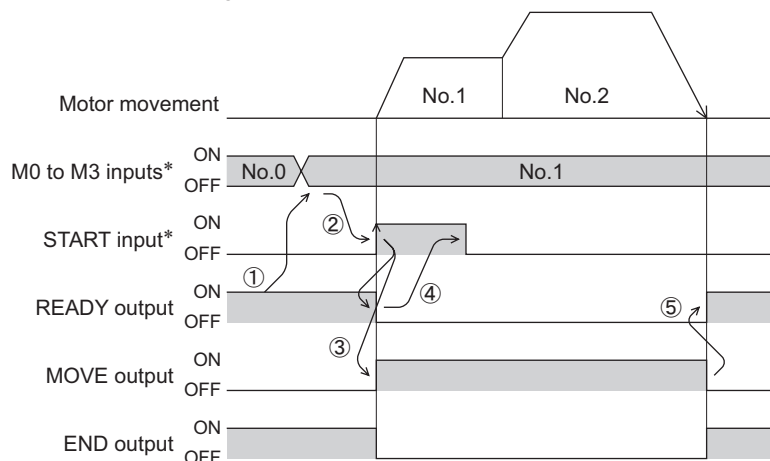 Motor movement
No.1
No.2
M0 to M3 inputs*
ON
OFF
No.0
No.1
START input*
ON
OFF
①
②
③
④
⑤
READY output
ON
OFF
MOVE output
ON
OFF
END output
ON
OFF